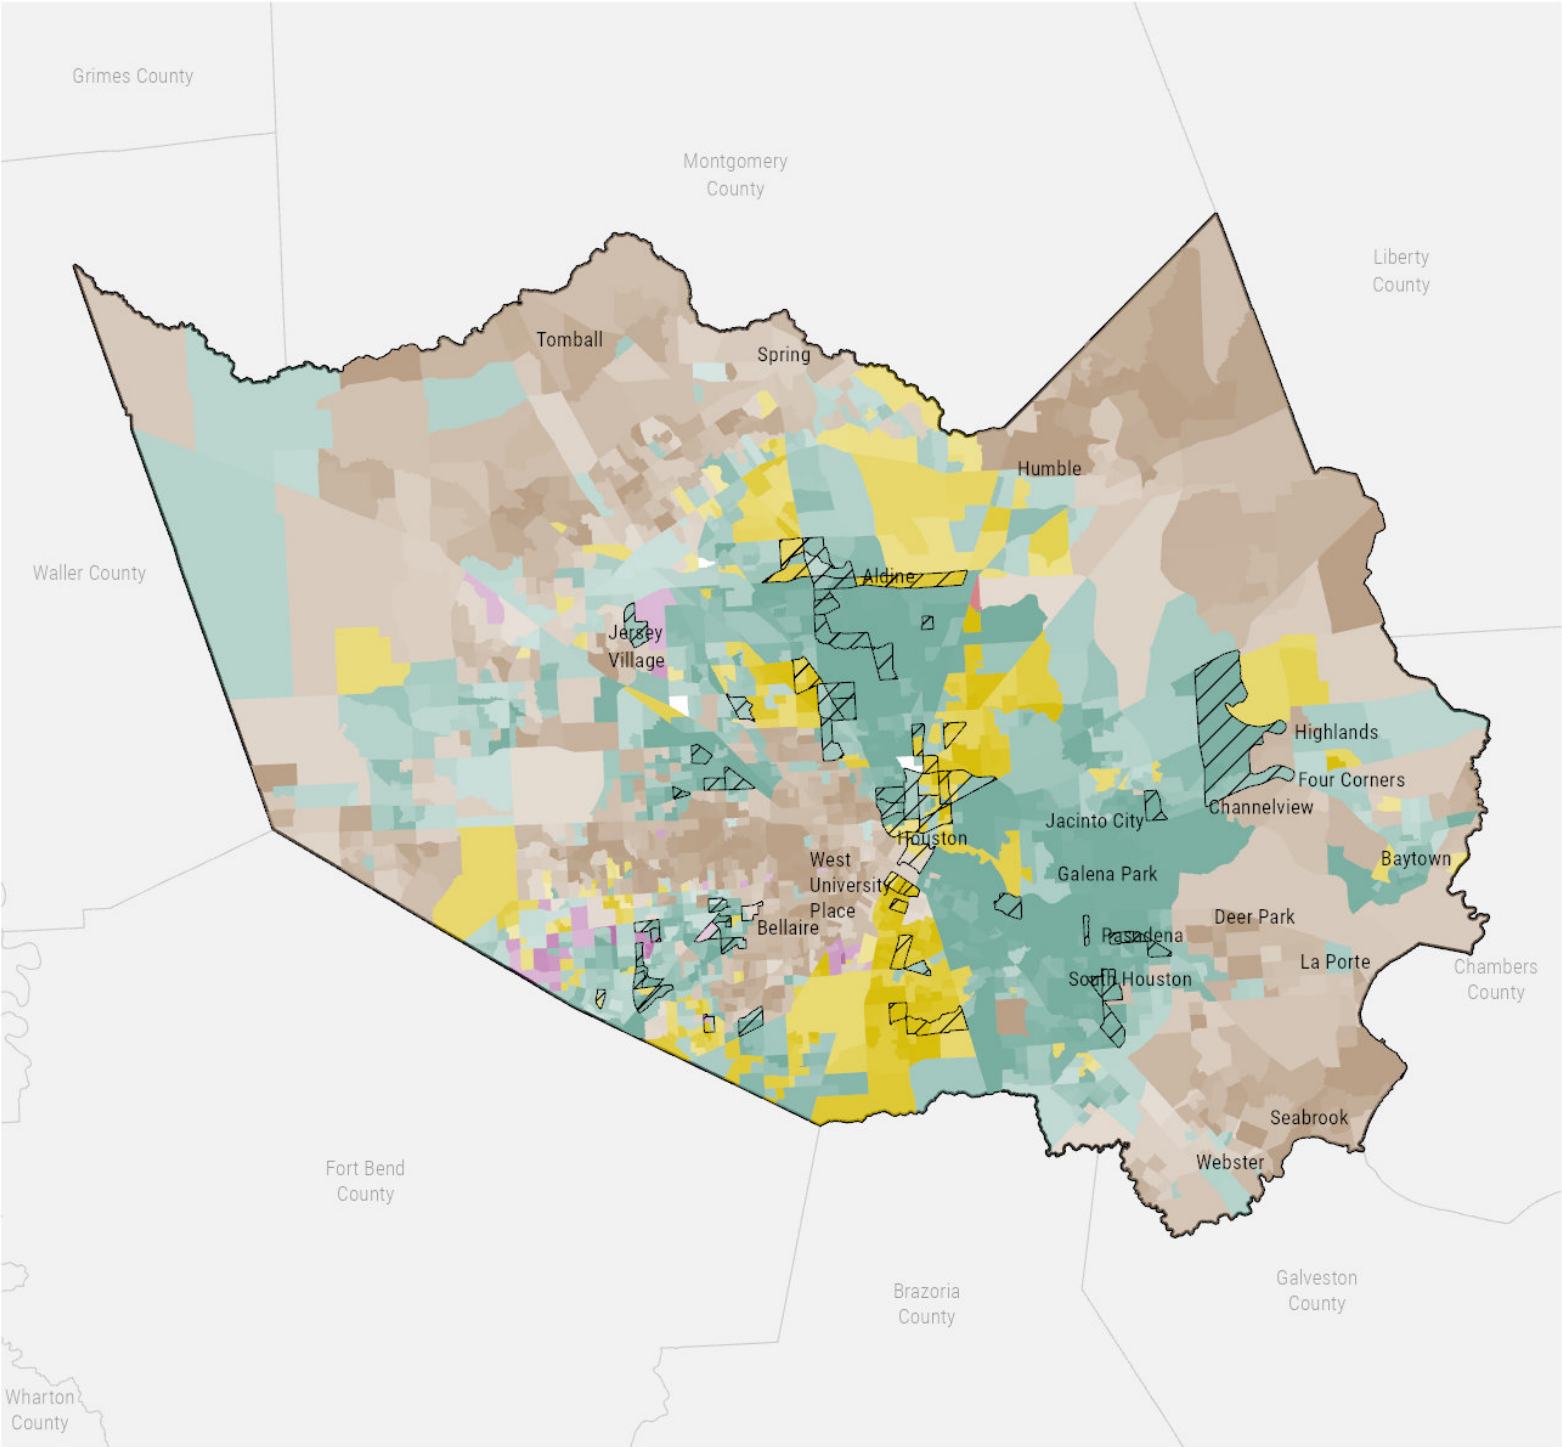 Grimes County
Montgomery
County
Liberty
County
Tomball
Spring
Humble
Waller County
Aldine
Jersey
Village
Highlands
Four Corners
Channelview
Jacinto City
Houston
West
University
Place
Baytown
Galena Park
Deer Park
Bellaire
Pasadena
La Porte
South Houston
Chambers
County
Seabrook
Webster
Fort Bend
County
Brazoria
County
Galveston
County
Wharton
County